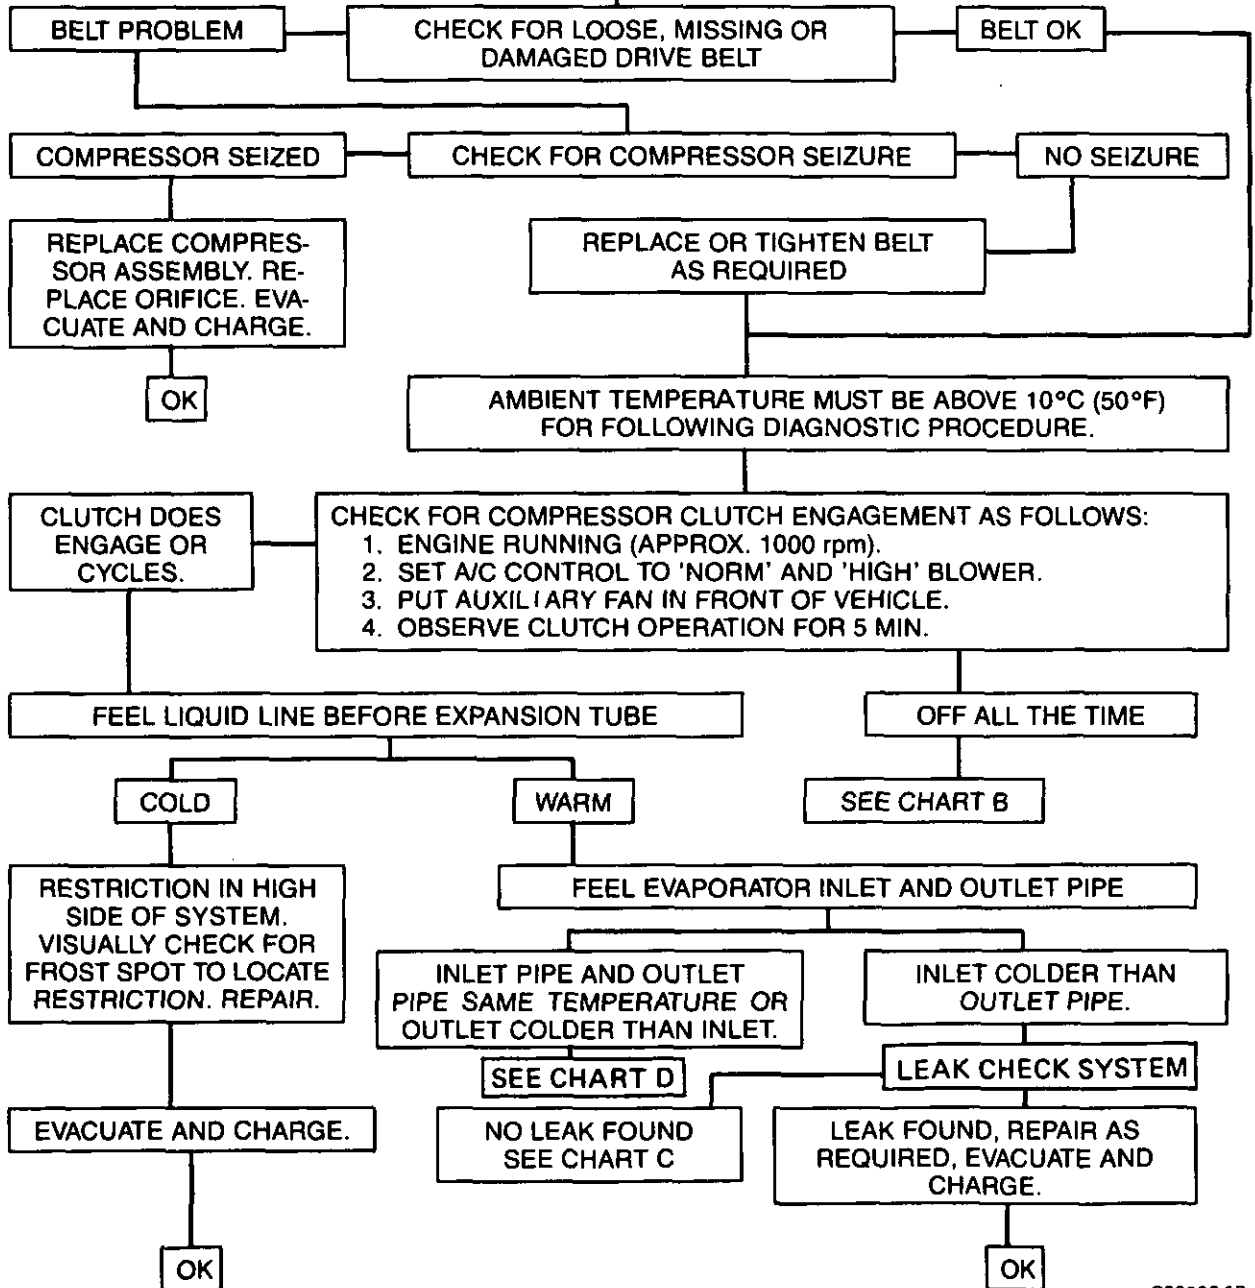 BELT PROBLEM
CHECK FOR LOOSE, MISSING OR
DAMAGED DRIVE BELT
BELT OK
COMPRESSOR SEIZED
CHECK FOR COMPRESSOR SEIZURE
NO SEIZURE
REPLACE COMPRES-
SOR ASSEMBLY. RE-
PLACE ORIFICE. EVA-
CUATE AND CHARGE.
REPLACE OR TIGHTEN BELT
AS REQUIRED
OK
AMBIENT TEMPERATURE MUST BE ABOVE 10°C (50°F)
FOR FOLLOWING DIAGNOSTIC PROCEDURE.
CLUTCH DOES
ENGAGE OR
CYCLES.
CHECK FOR COMPRESSOR CLUTCH ENGAGEMENT AS FOLLOWS:
1. ENGINE RUNNING (APPROX. 1000 rpm).
2. SET A/C CONTROL TO 'NORM' AND 'HIGH' BLOWER.
3. PUT AUXILIARY FAN IN FRONT OF VEHICLE.
4. OBSERVE CLUTCH OPERATION FOR 5 MIN.
FEEL LIQUID LINE BEFORE EXPANSION TUBE
OFF ALL THE TIME
COLD
WARM
SEE CHART B
RESTRICTION IN HIGH
SIDE OF SYSTEM.
VISUALLY CHECK FOR
FROST SPOT TO LOCATE
RESTRICTION. REPAIR.
FEEL EVAPORATOR INLET AND OUTLET PIPE
INLET PIPE AND OUTLET
PIPE SAME TEMPERATURE OR
OUTLET COLDER THAN INLET.
INLET COLDER THAN
OUTLET PIPE.
SEE CHART D
LEAK CHECK SYSTEM
EVACUATE AND CHARGE.
NO LEAK FOUND
SEE CHART C
LEAK FOUND, REPAIR AS
REQUIRED, EVACUATE AND
CHARGE.
OK
OK